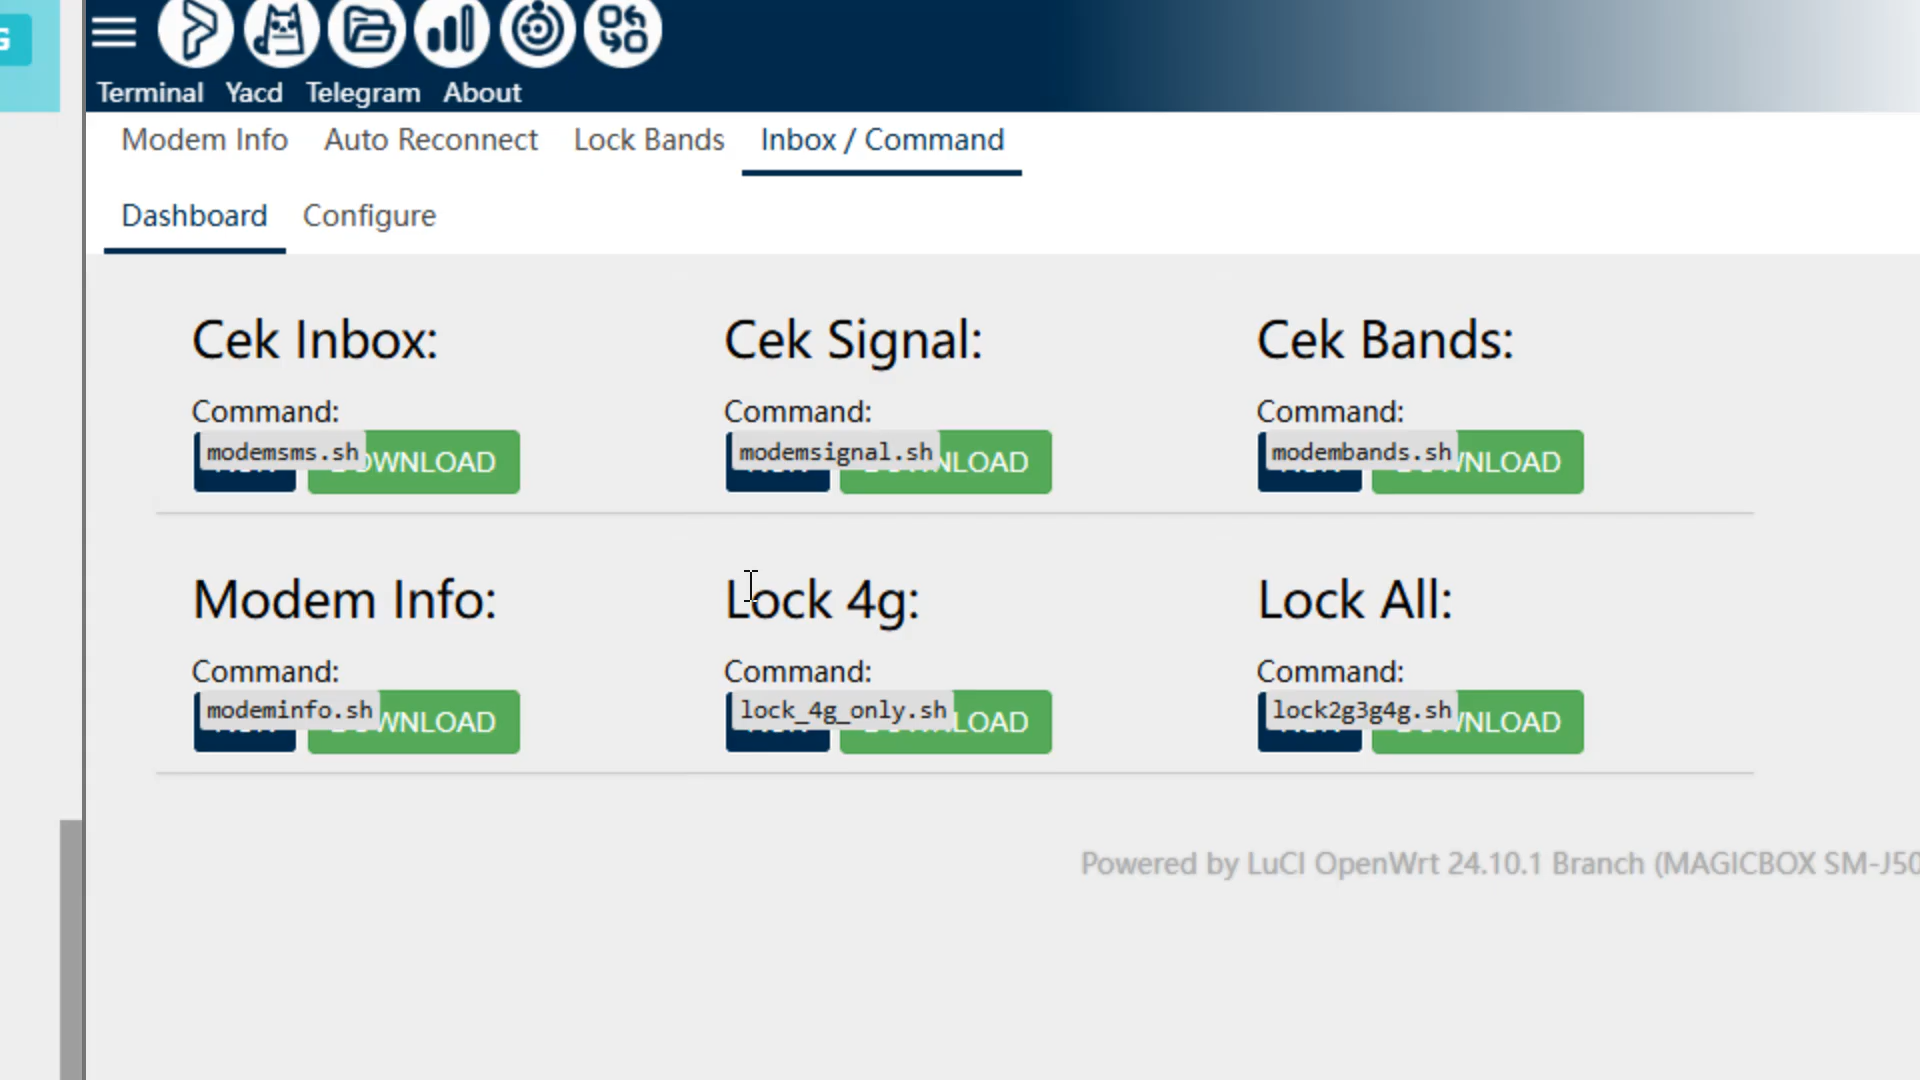 G
Terminal Yacd Telegram About
Modem Info Auto Reconnect Lock Bands Inbox / Command
Dashboard Configure
Cek Inbox: Cek Signal: Cek Bands:
Command: Command: Command:
modemsms.sh modemsignal.sh modembands.sh
Modem Info: Lock 4g: Lock All:
Command: Command: Command:
modeminfo.sh lock_4g_only.sh lock2g3g4g.sh
Powered by LuCI OpenWrt 24.10.1 Branch (MAGICBOX SM-J50